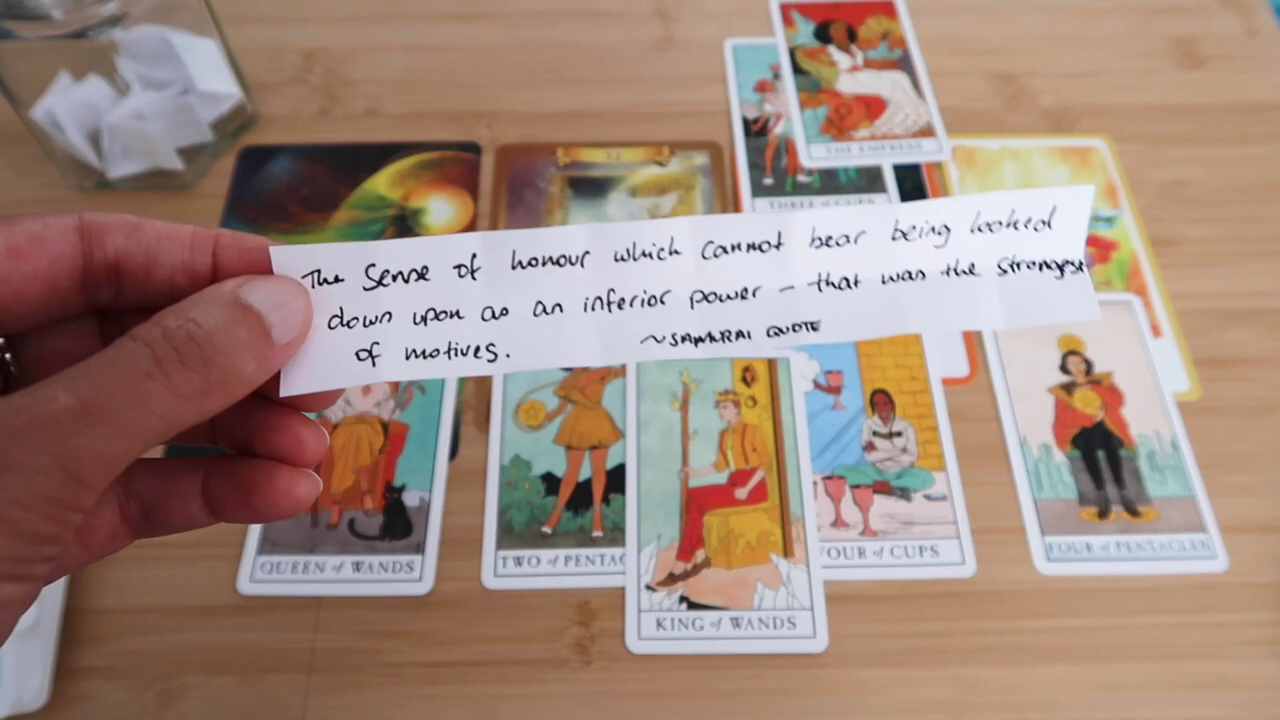 THE EMPRESS
THREE of CUPS
The Sense of honour which cannot bear being looked
down upon as an inferior power - that was the strongest
of motives.
~SAMURAI QUOTE
QUEEN of WANDS
TWO of PENTAC
FOUR of CUPS
FOUR of PENTACLES
KING of WANDS